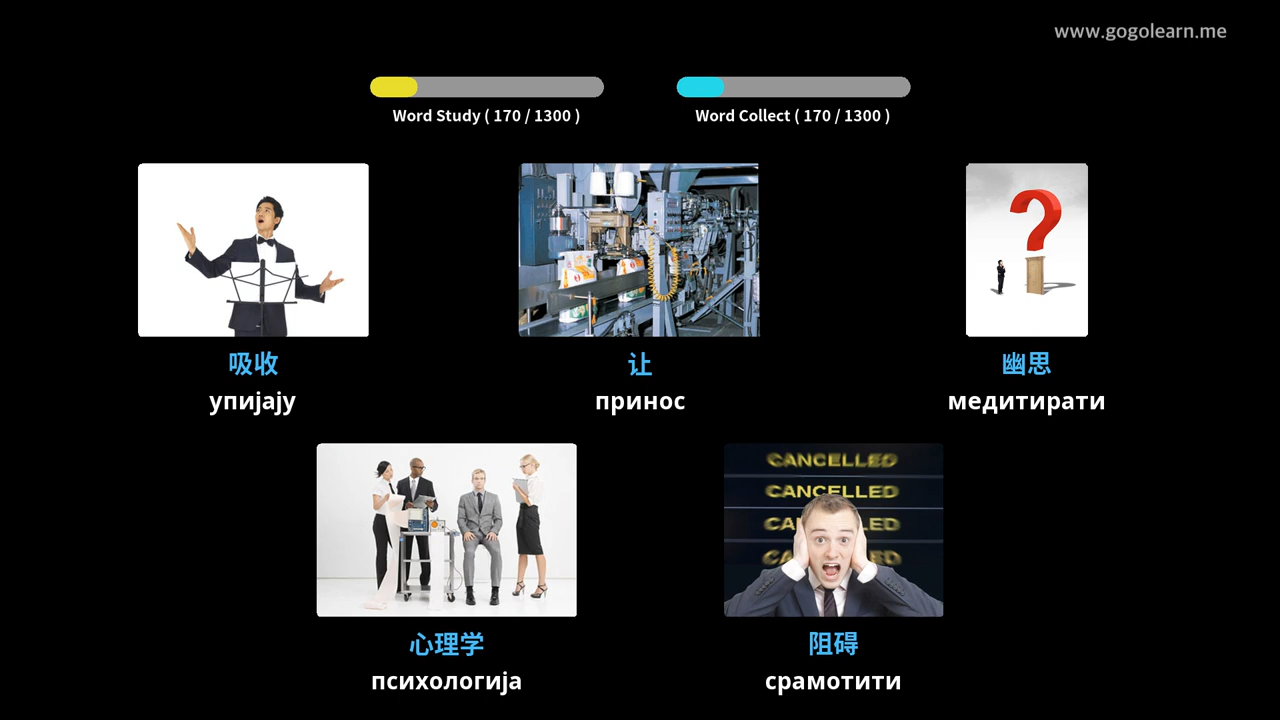 www.gogolearn.me
Word Study ( 170 / 1300 )
Word Collect ( 170 / 1300 )
吸收
упијају
让
принос
幽思
медитирати
CANCELLED
CANCELLED
心理学
психологија
阻碍
срамотити